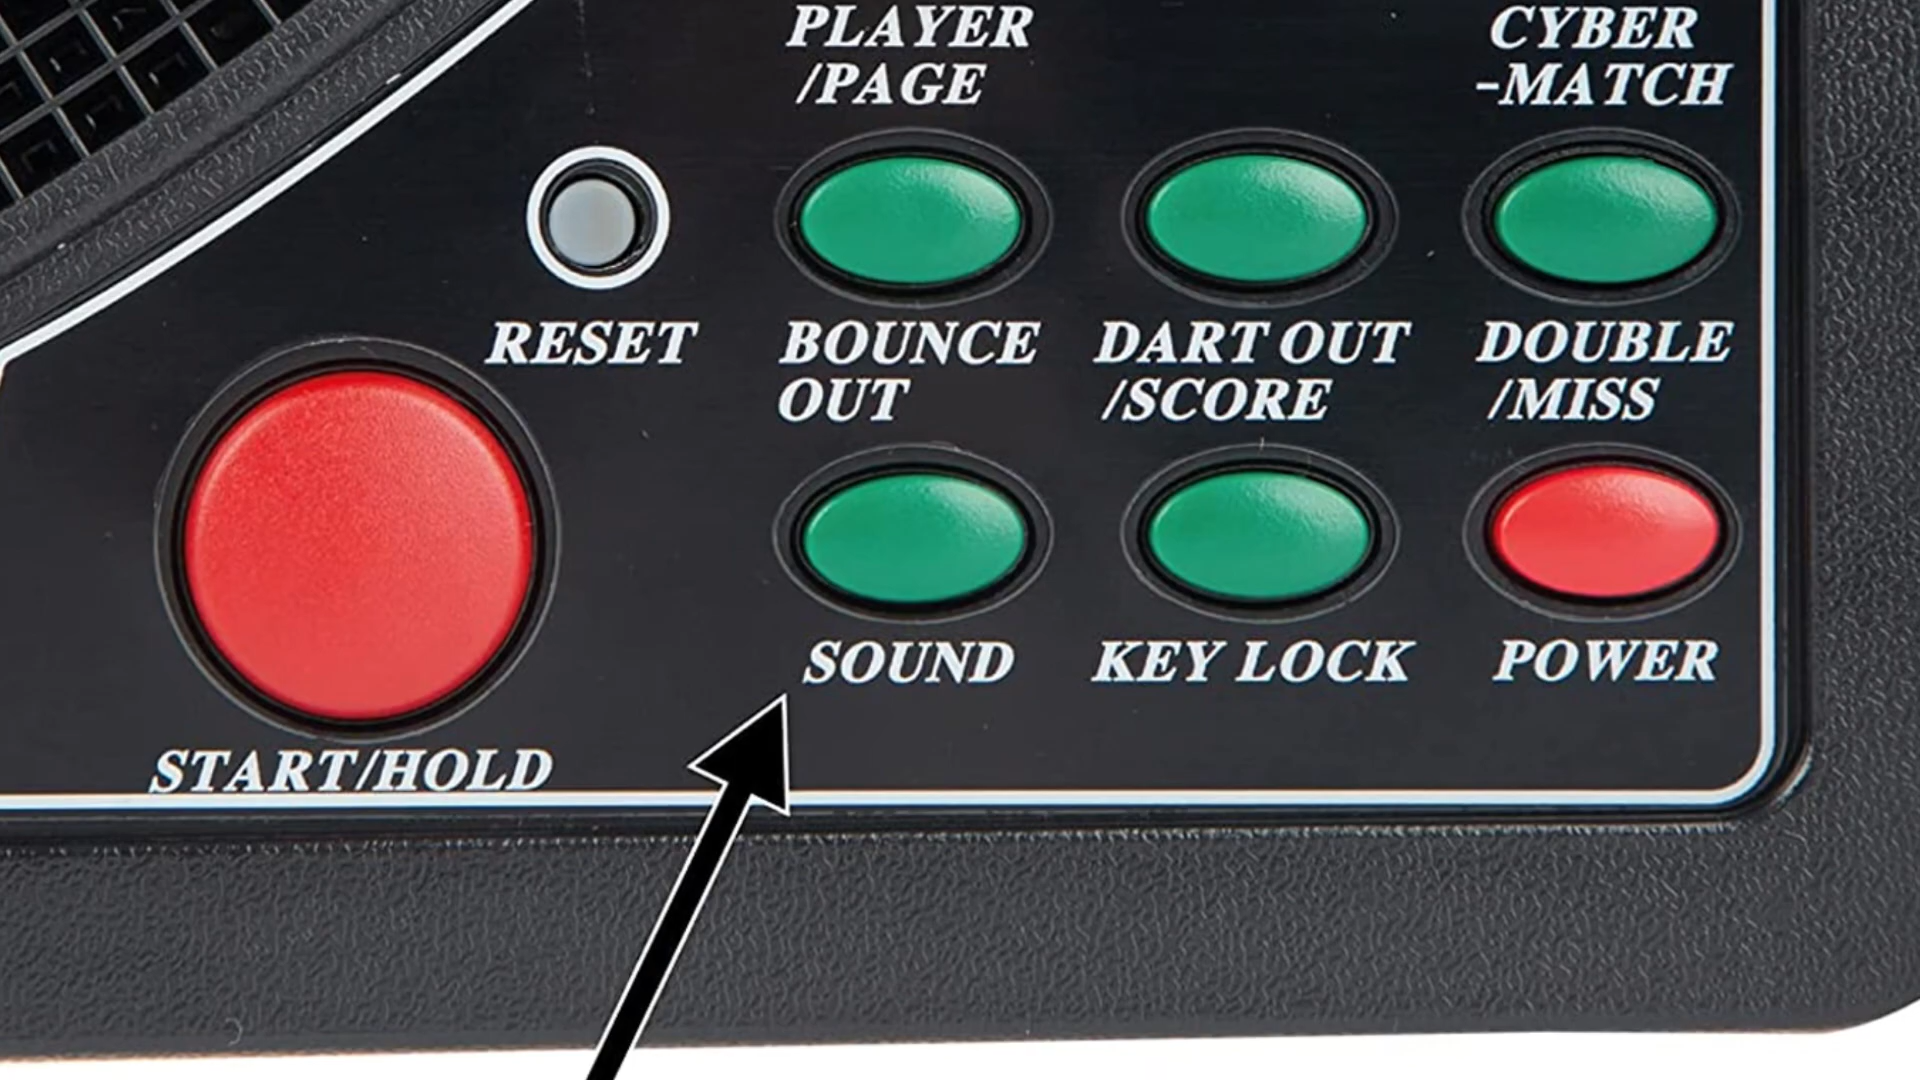 PLAYER
/PAGE
CYBER
-MATCH
RESET
BOUNCE
OUT
DART OUT
/SCORE
DOUBLE
/MISS
START/HOLD
SOUND
KEY LOCK
POWER